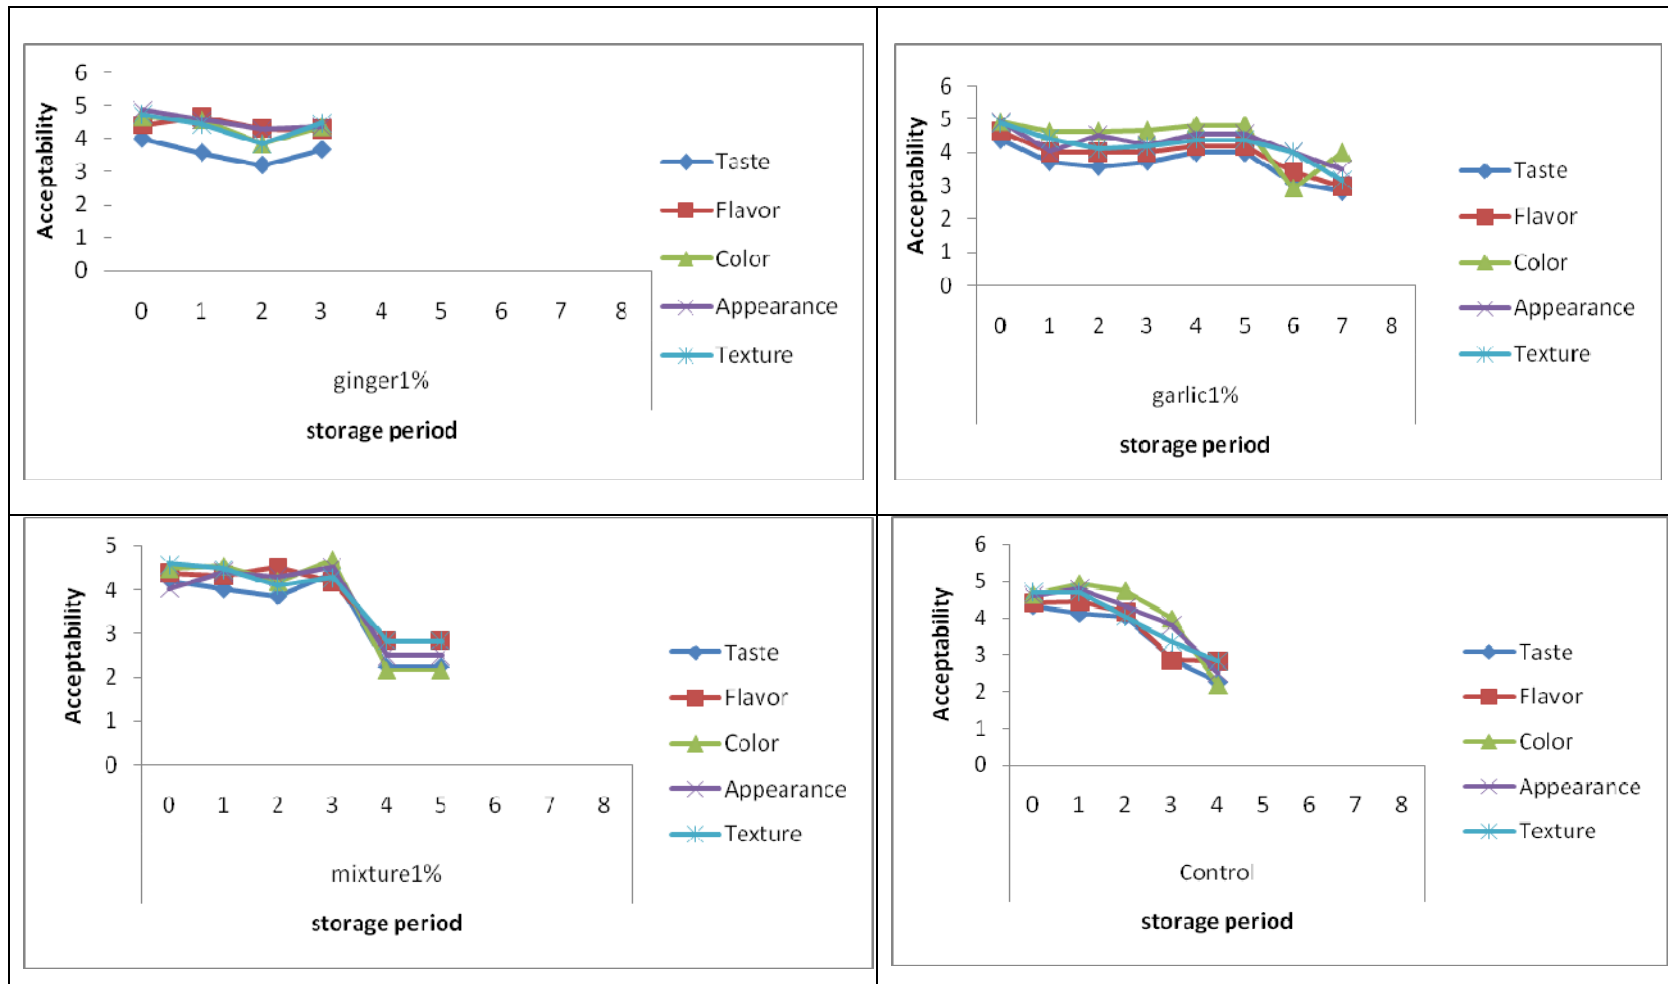 6
5
4
3
2
1
0
Acceptability
0 1 2 3 4 5 6 7 8
ginger1%
storage period
Taste
Flavor
Color
Appearance
Texture
6
5
4
3
2
1
0
Acceptability
0 1 2 3 4 5 6 7 8
garlic1%
storage period
Taste
Flavor
Color
Appearance
Texture
5
4
3
2
1
0
Acceptability
0 1 2 3 4 5 6 7 8
mixture1%
storage period
Taste
Flavor
Color
Appearance
Texture
6
5
4
3
2
1
0
Acceptability
0 1 2 3 4 5 6 7 8
Control
storage period
Taste
Flavor
Color
Appearance
Texture